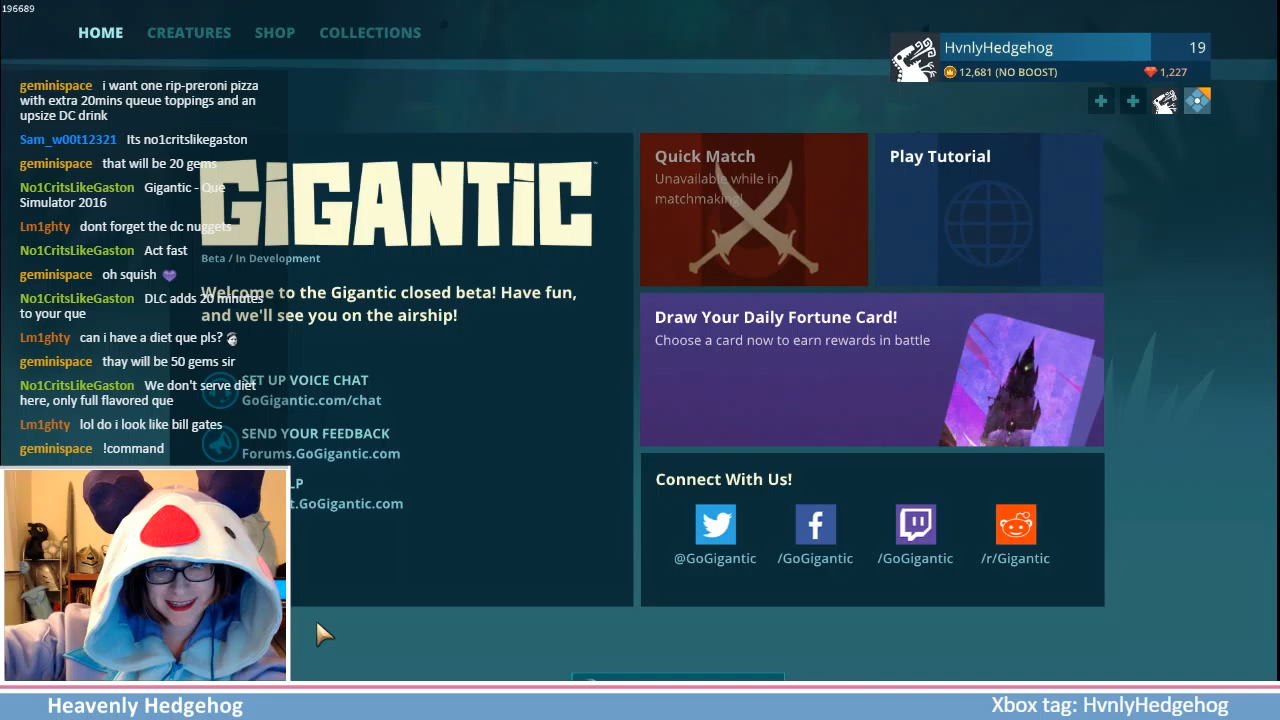 196689
HOME CREATURES SHOP COLLECTIONS
HvnlyHedgehog 19
12,681 (NO BOOST) 1,227
geminispace i want one rip-preroni pizza
with extra 20mins queue toppings and an
upsize DC drink
Sam_w00t12321 Its no1critslikegaston
geminispace that will be 20 gems
No1CritsLikeGaston Gigantic - Que
Simulator 2016
Lm1ghty dont forget the dc nuggets
No1CritsLikeGaston Act fast
geminispace oh squish
No1CritsLikeGaston DLC adds 20 minutes
to your que
Lm1ghty can i have a diet que pls?
geminispace thay will be 50 gems sir
No1CritsLikeGaston We don't serve diet
here, only full flavored que
Lm1ghty lol do i look like bill gates
geminispace !command
GiGANTiC™
Beta / In Development
Welcome to the Gigantic closed beta! Have fun,
and we'll see you on the airship!
SET UP VOICE CHAT
GoGigantic.com/chat
SEND YOUR FEEDBACK
Forums.GoGigantic.com
LP
t.GoGigantic.com
Quick Match
Unavailable while in
matchmaking!
Play Tutorial
Draw Your Daily Fortune Card!
Choose a card now to earn rewards in battle
Connect With Us!
@GoGigantic /GoGigantic /GoGigantic /r/Gigantic
Heavenly Hedgehog
Xbox tag: HvnlyHedgehog